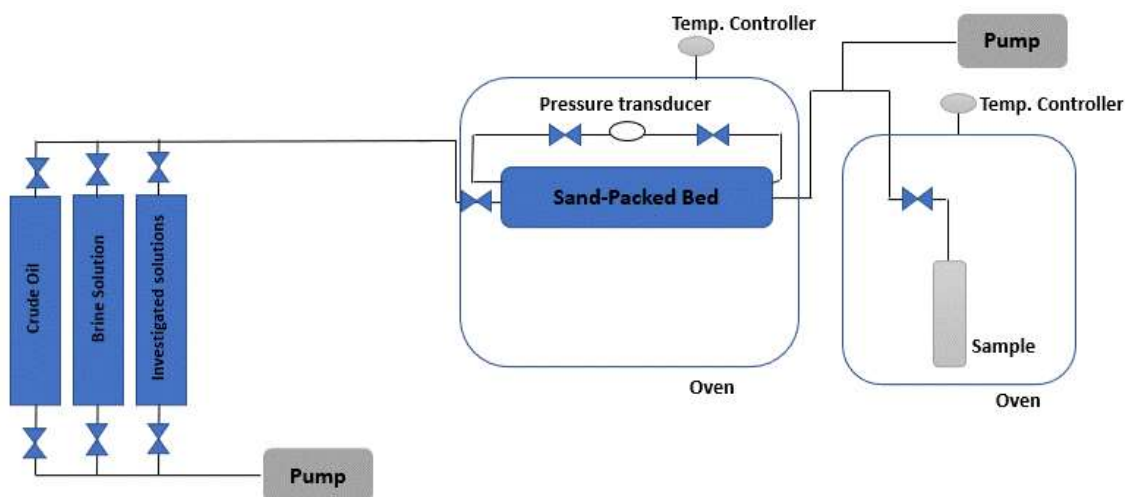 Temp. Controller
Pump
Pressure transducer
Temp. Controller
Sand-Packed Bed
Crude Oil
Brine Solution
Investigated solutions
Sample
Oven
Oven
Pump